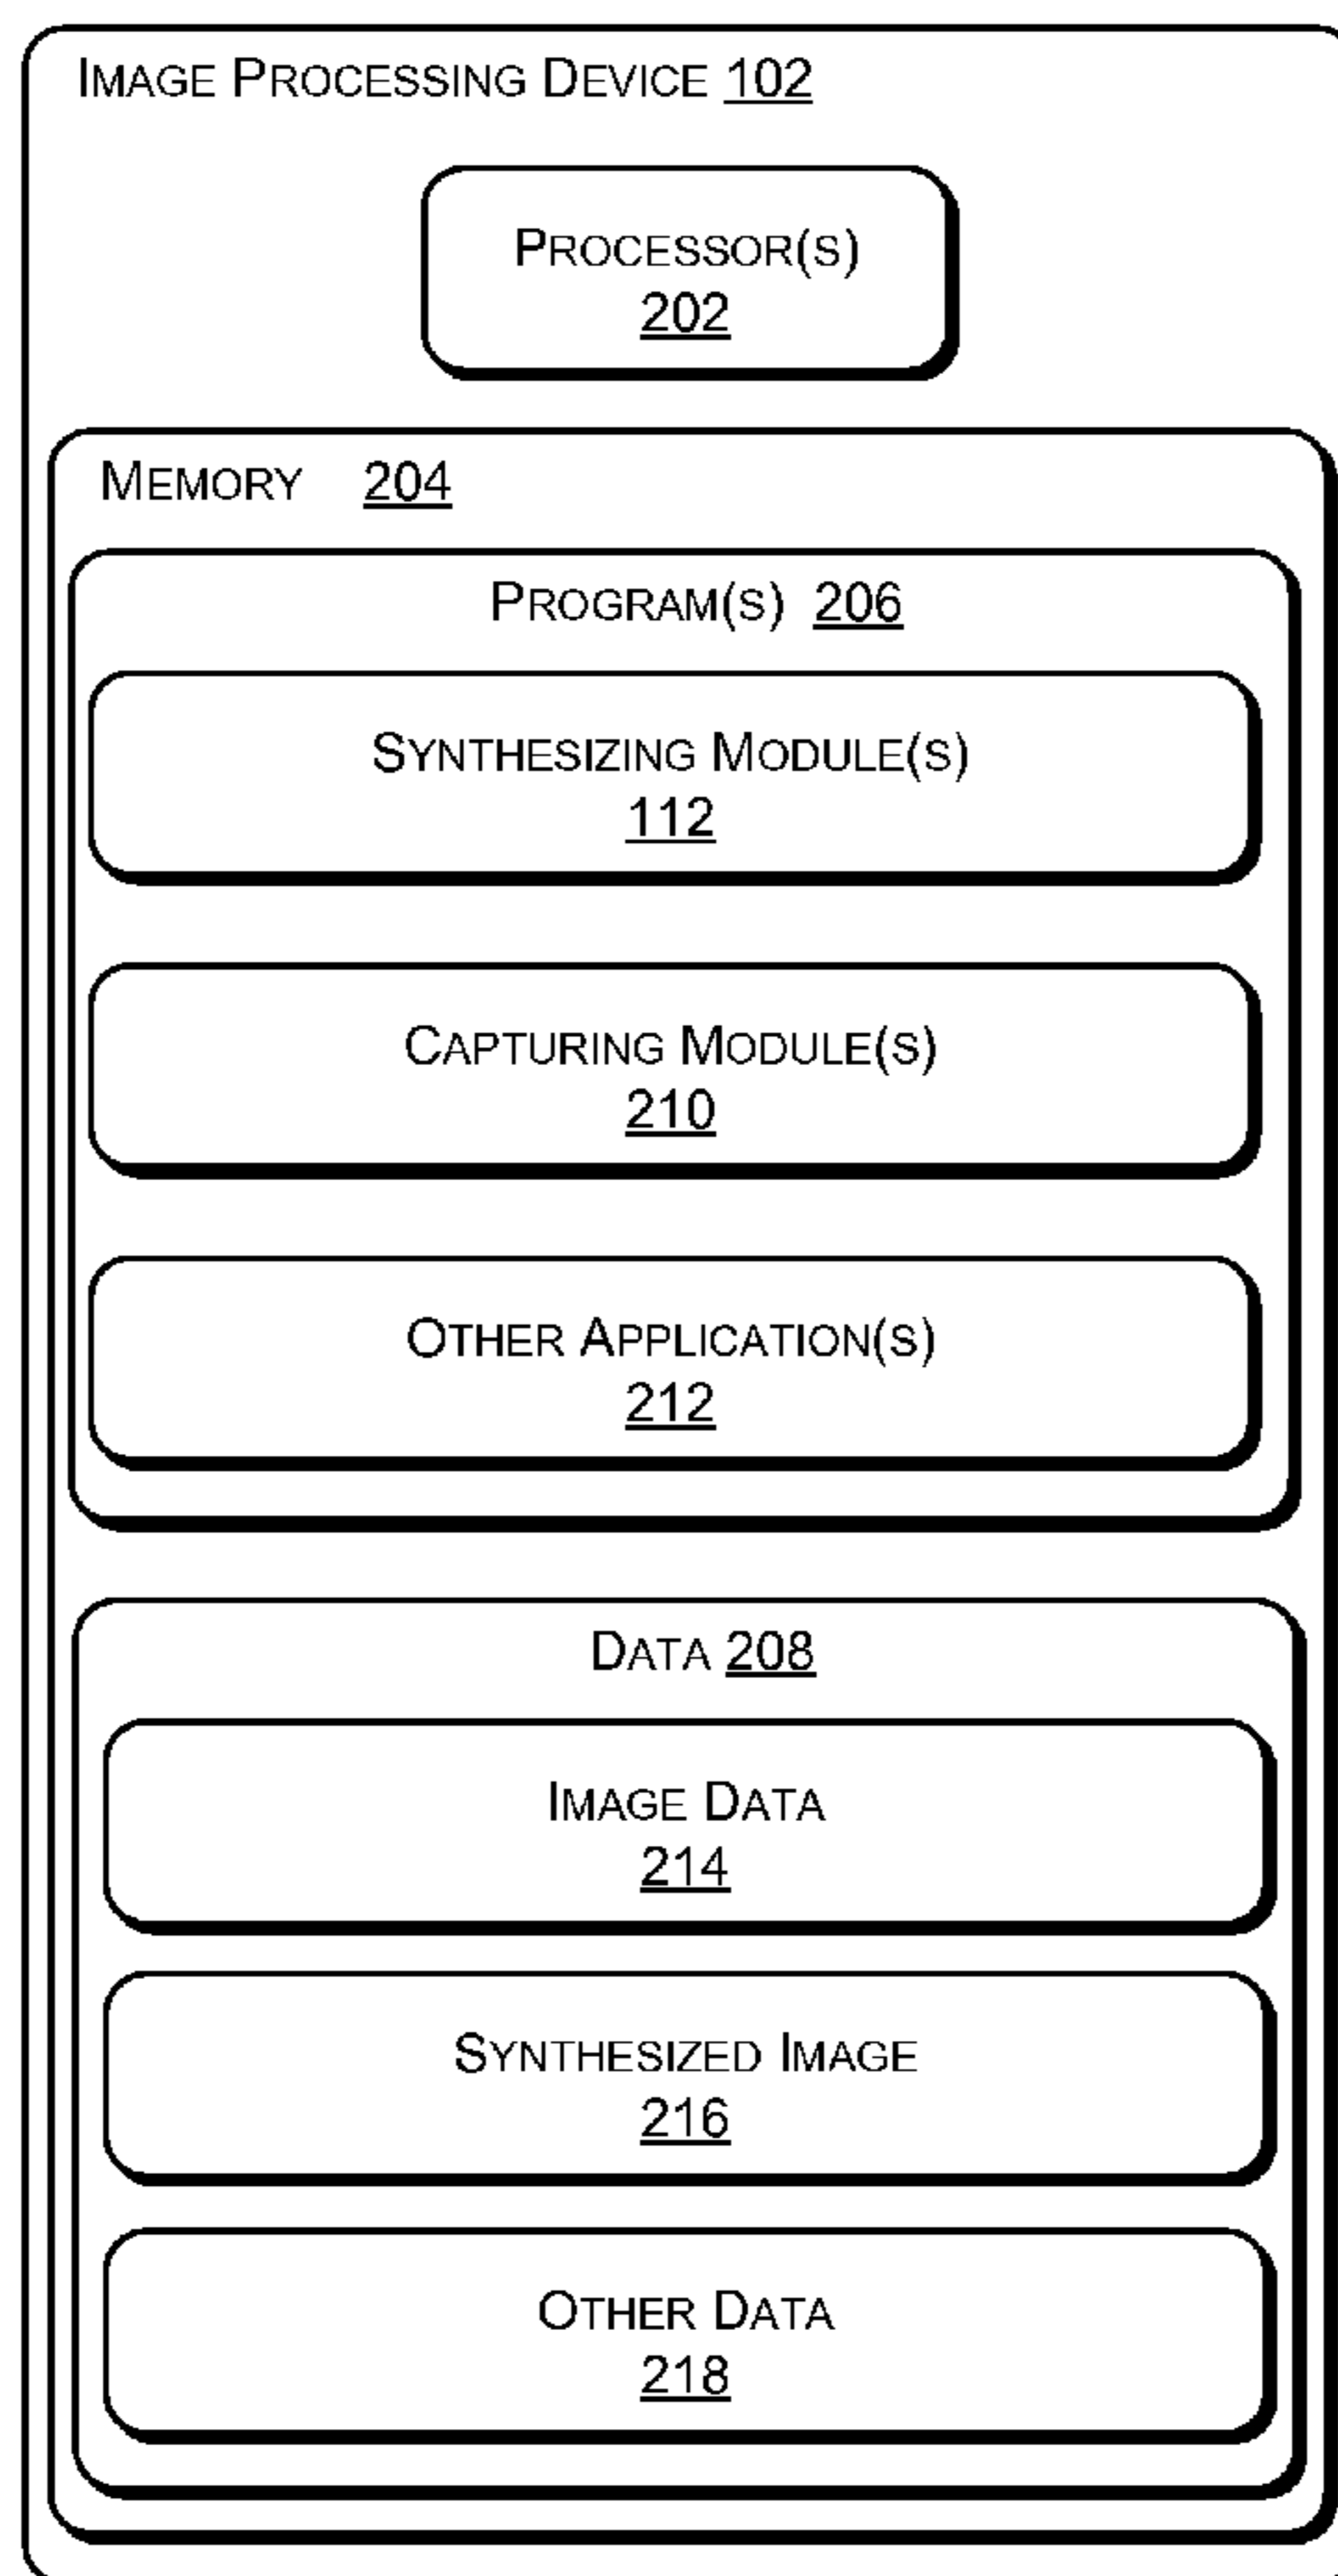 IMAGE PROCESSING DEVICE 102
PROCESSOR(S)
202
MEMORY 204
PROGRAM(S) 206
SYNTHESIZING MODULE(S)
112
CAPTURING MODULE(S)
210
OTHER APPLICATION(S)
212
DATA 208
IMAGE DATA
214
SYNTHESIZED IMAGE
216
OTHER DATA
218